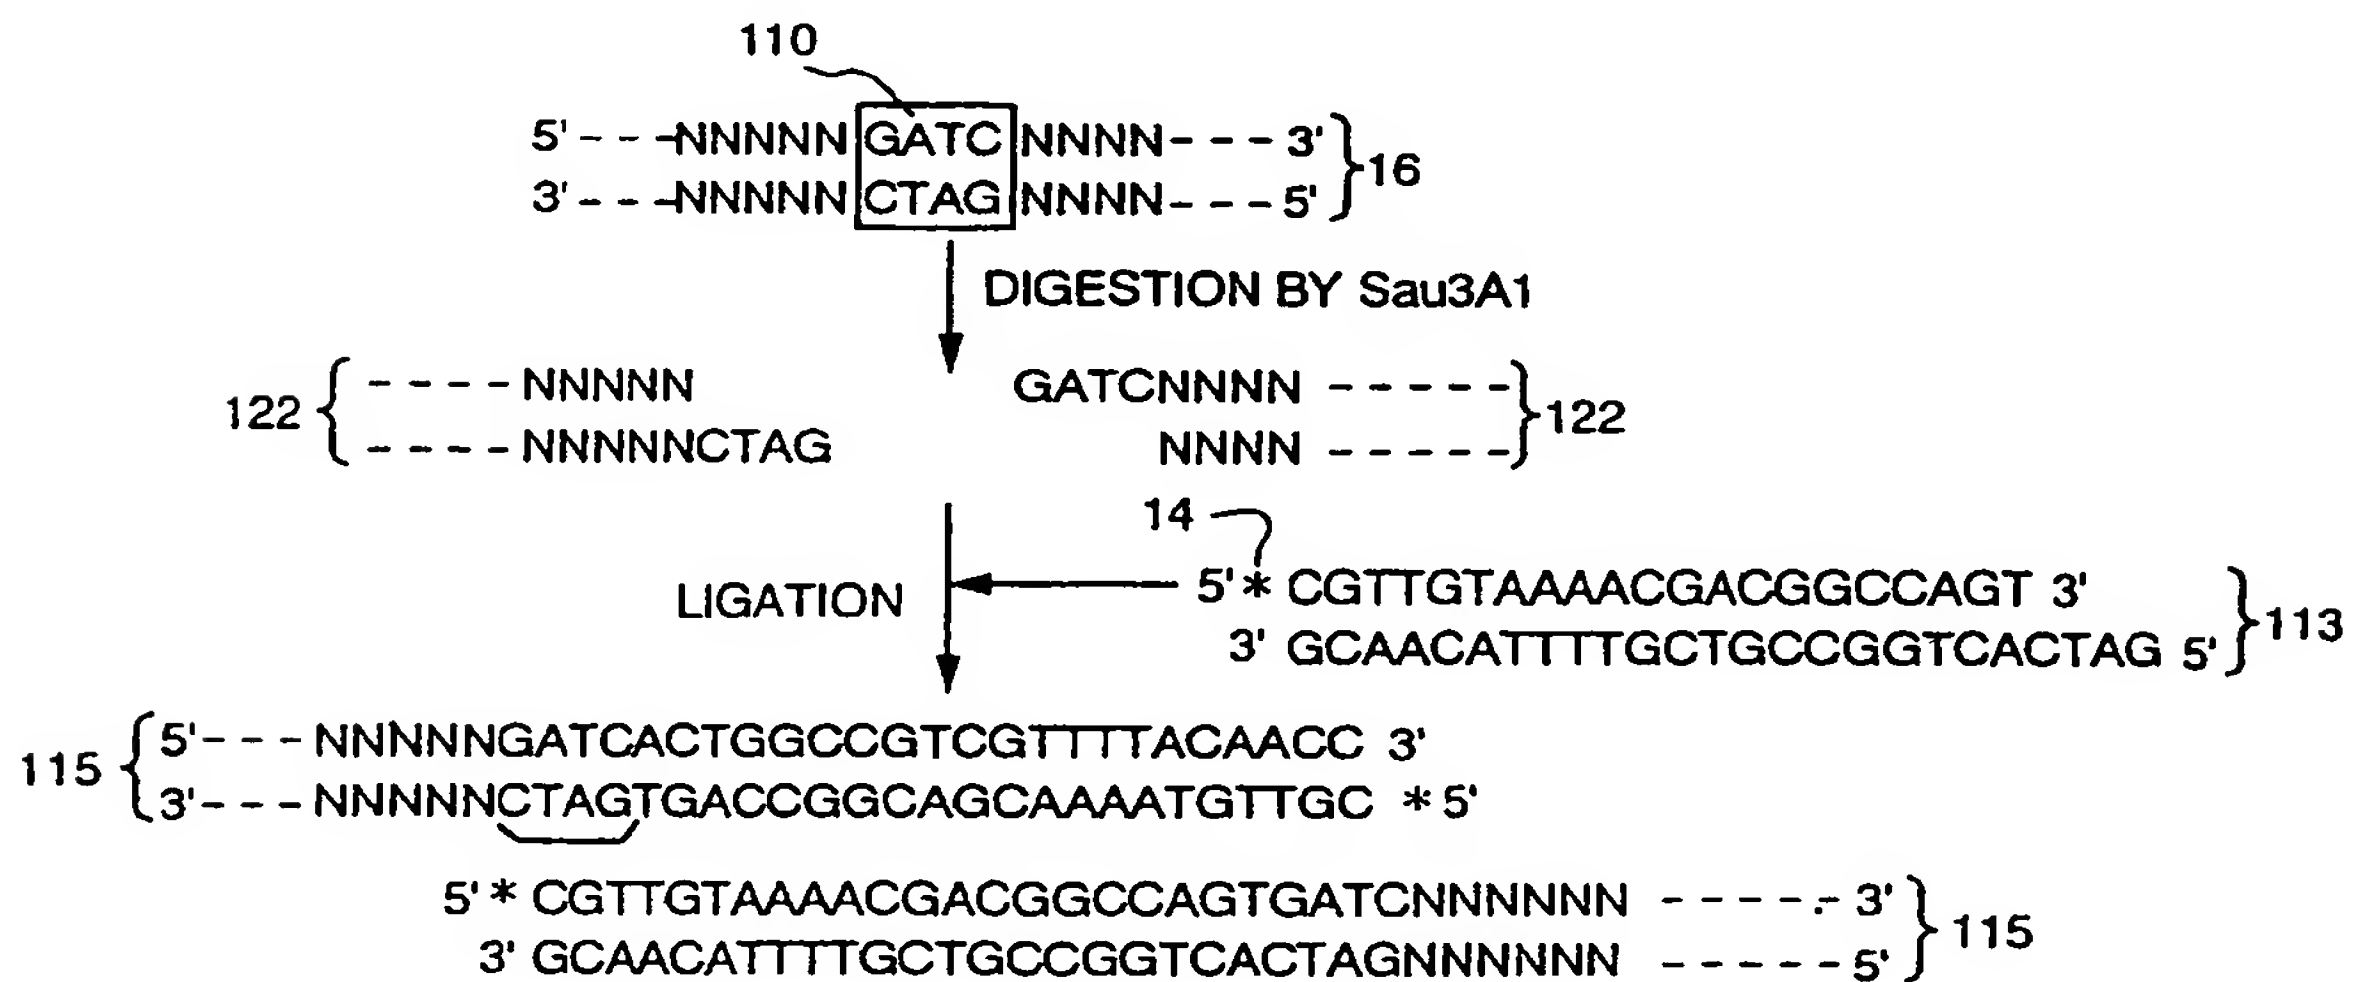 110
5'- - -NNNNN GATC NNNN- - - 3' 16
3'- - -NNNNN CTAG NNNN- - - 5'
DIGESTION BY Sau3A1
122 - - - - NNNNN GATCNNNN - - - - - 122
- - - - NNNNNCTAG NNNN - - - - -
14
LIGATION 5' * CGTTGTAAAACGACGGCCAGT 3' 113
3' GCAACATTTTGCTGCCGGTCACTAG 5'
115 5'- - - NNNNNGATCACTGGCCGTCGTTTTACAACC 3'
3'- - - NNNNNCTAGTGACCGGCAGCAAAATGTTGC * 5'
5' * CGTTGTAAAACGACGGCCAGTGATCNNNNNN - - - - - 3' 115
3' GCAACATTTTGCTGCCGGTCACTAGNNNNNN - - - - - 5'